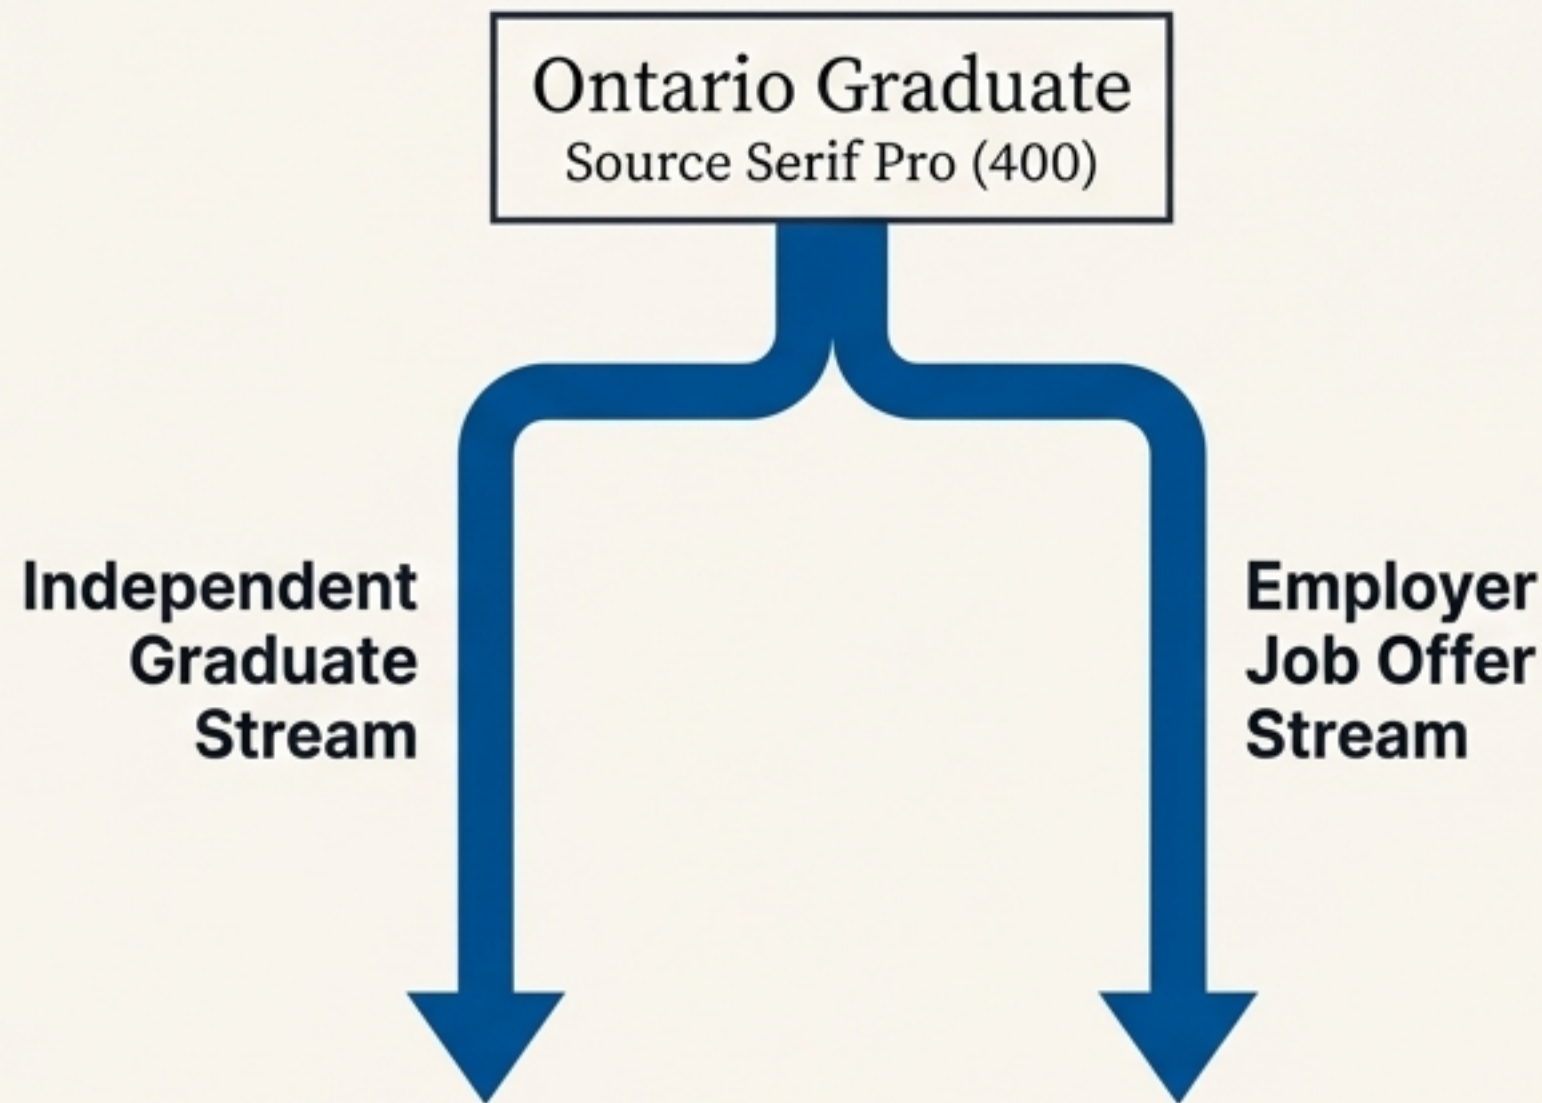 Ontario Graduate
Source Serif Pro (400)
Independent
Graduate
Stream
Employer
Job Offer
Stream